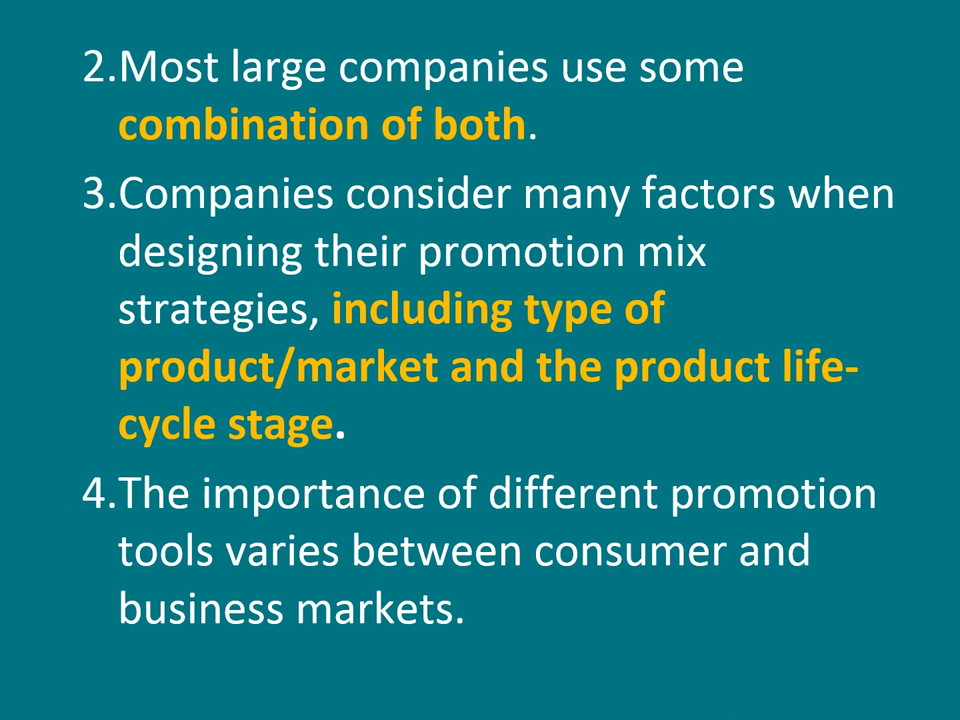 2.Most large companies use some
combination of both.
3.Companies consider many factors when
designing their promotion mix
strategies, including type of
product/market and the product life-
cycle stage.
4.The importance of different promotion
tools varies between consumer and
business markets.